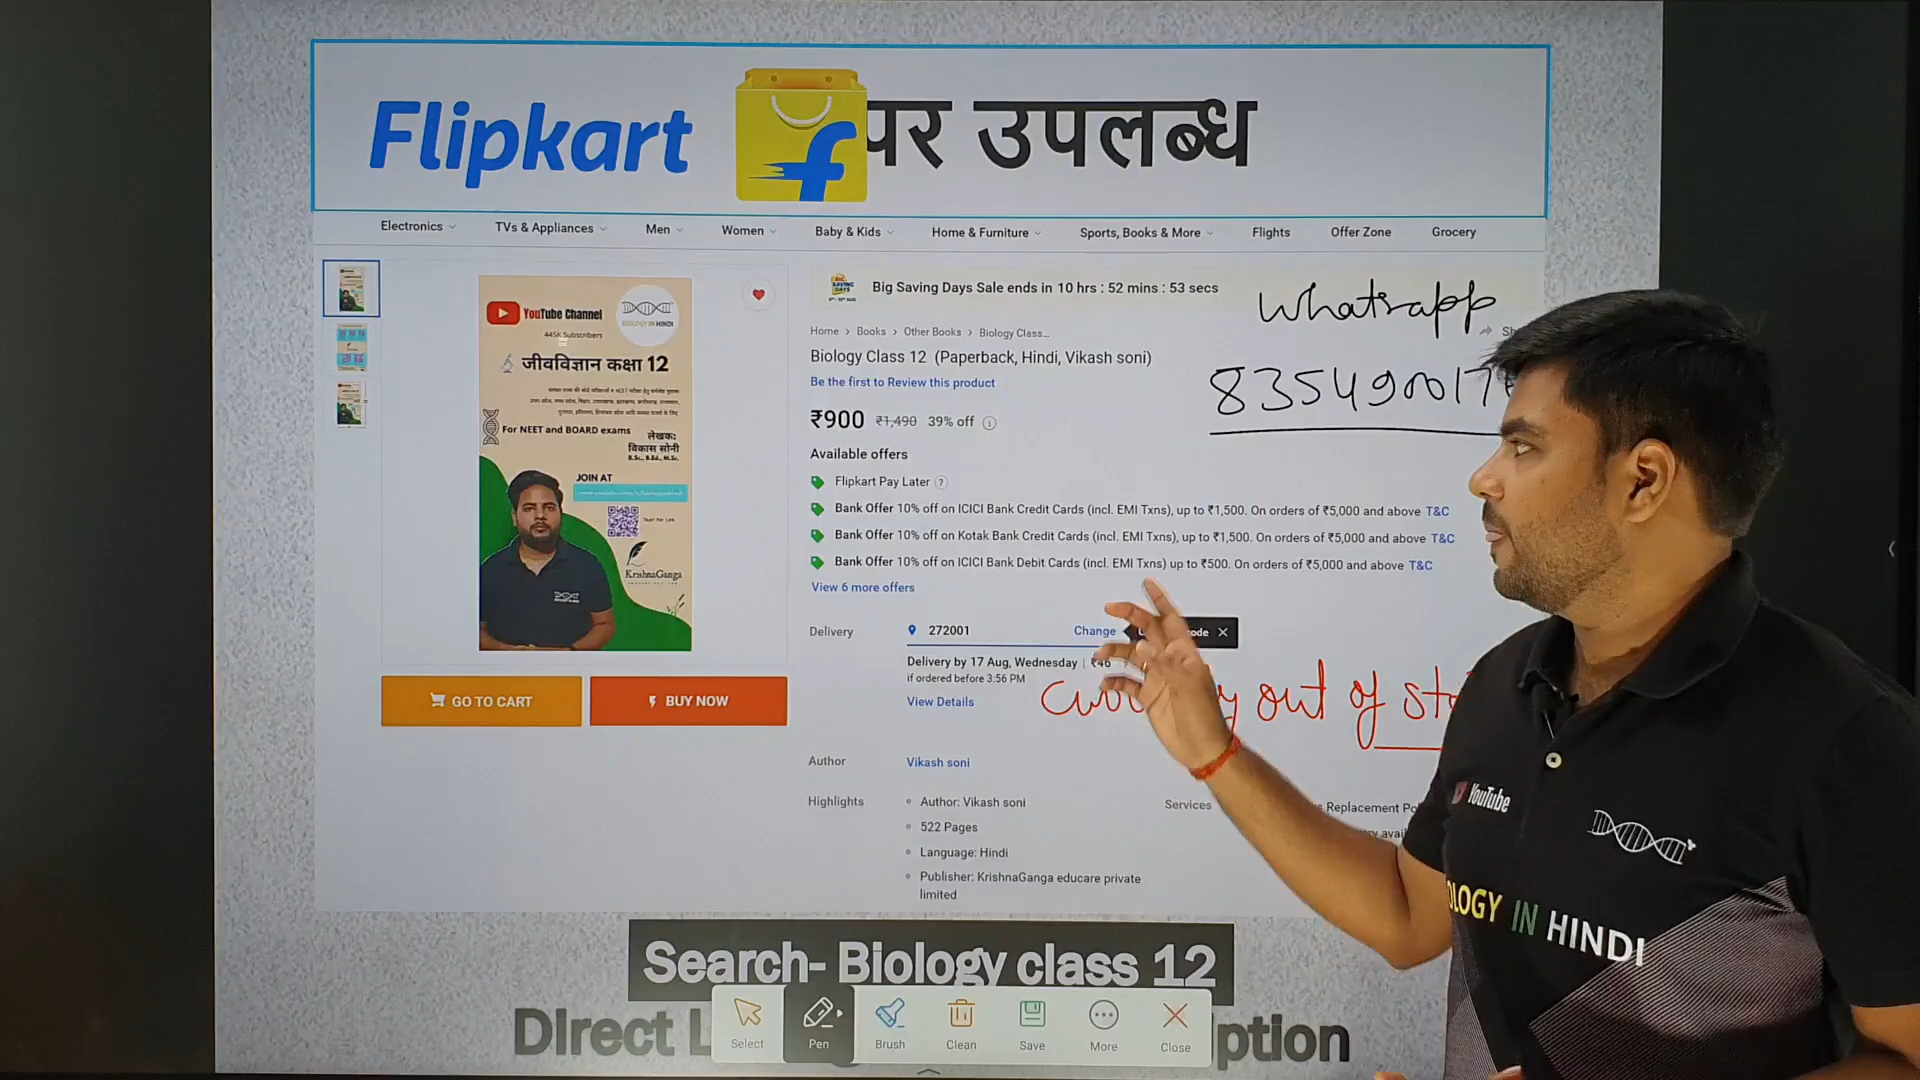 Flipkart
पर उपलब्ध
Electronics
TVs & Appliances
Men
Women
Baby & Kids
Home & Furniture
Sports, Books & More
Flights
Offer Zone
Grocery
YouTube Channel
445K Subscribers
BIOLOGY IN HINDI
जीवविज्ञान कक्षा 12
For NEET and BOARD exams
लेखक:
विकास सोनी
B.Sc., B.Ed., M.Sc.
JOIN AT
KrishnaGanga
GO TO CART
BUY NOW
Big Saving Days Sale ends in 10 hrs : 52 mins : 53 secs
Home > Books > Other Books > Biology Class...
Biology Class 12 (Paperback, Hindi, Vikash soni)
Be the first to Review this product
₹900 ₹1,490 39% off
Available offers
Flipkart Pay Later
Bank Offer 10% off on ICICI Bank Credit Cards (incl. EMI Txns), up to ₹1,500. On orders of ₹5,000 and above T&C
Bank Offer 10% off on Kotak Bank Credit Cards (incl. EMI Txns), up to ₹1,500. On orders of ₹5,000 and above T&C
Bank Offer 10% off on ICICI Bank Debit Cards (incl. EMI Txns) up to ₹500. On orders of ₹5,000 and above T&C
View 6 more offers
Delivery 272001 Change
Delivery by 17 Aug, Wednesday | ₹46
if ordered before 3:56 PM
View Details
Author Vikash soni
Highlights
Author: Vikash soni
522 Pages
Language: Hindi
Publisher: KrishnaGanga educare private
limited
Services
Replacement
whatsapp
out of
Search- Biology class 12
Direct
Select
Pen
Brush
Clean
Save
More
Close
YouTube
IN HINDI